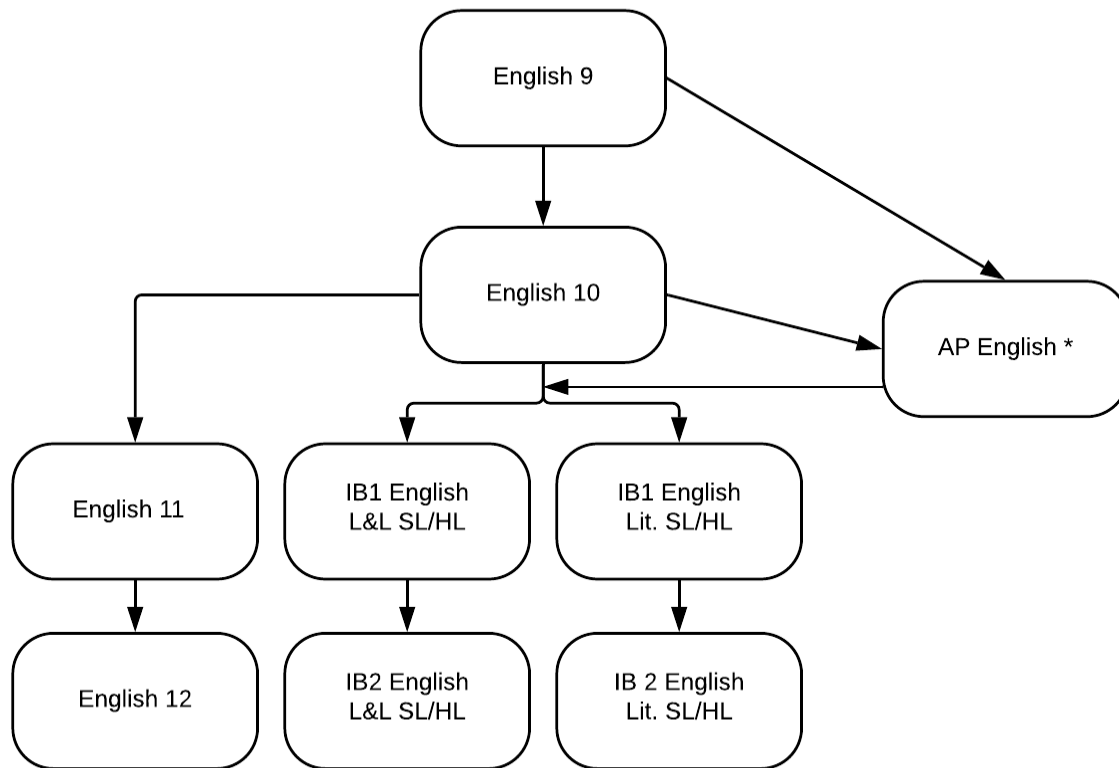 English 9
English 10
AP English *
English 11
IB1 English
L&L SL/HL
IB1 English
Lit. SL/HL
English 12
IB2 English
L&L SL/HL
IB 2 English
Lit. SL/HL